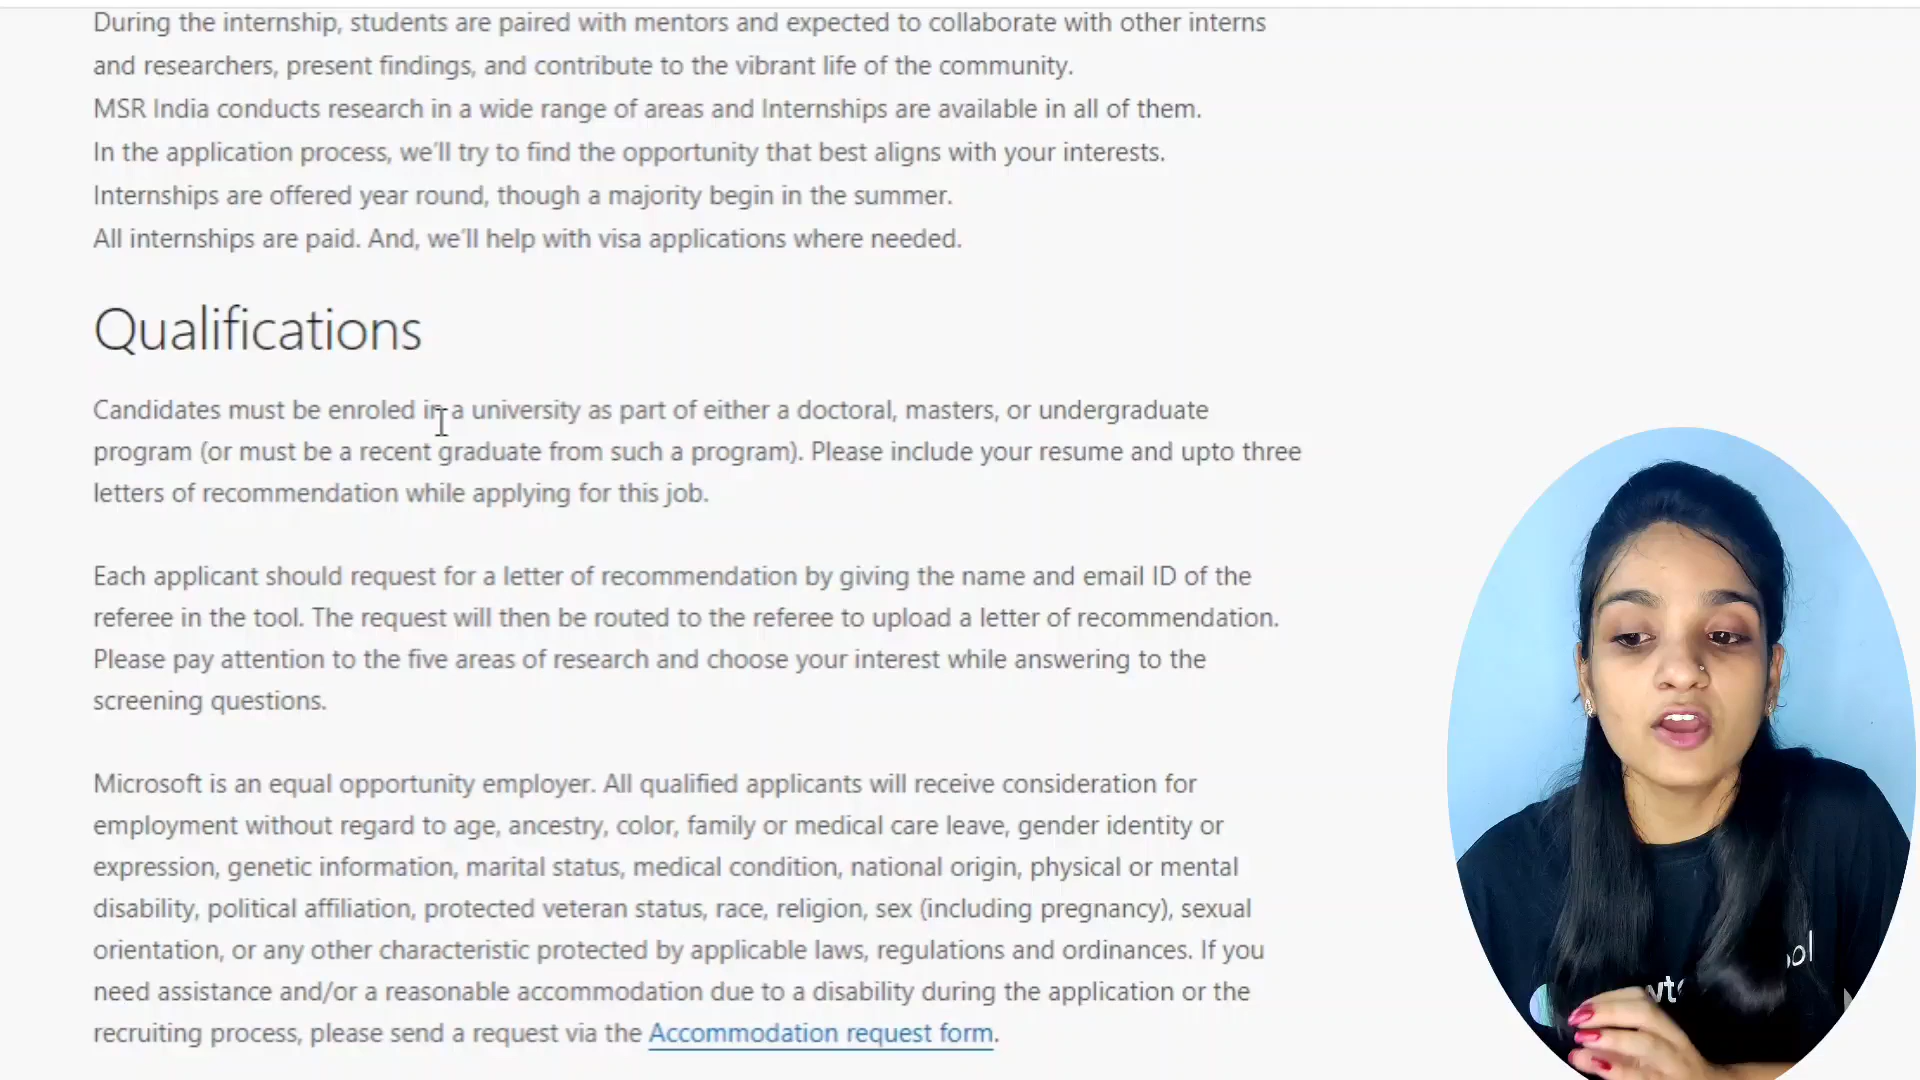 During the internship, students are paired with mentors and expected to collaborate with other interns
and researchers, present findings, and contribute to the vibrant life of the community.
MSR India conducts research in a wide range of areas and Internships are available in all of them.
In the application process, we'll try to find the opportunity that best aligns with your interests.
Internships are offered year round, though a majority begin in the summer.
All internships are paid. And, we'll help with visa applications where needed.
Qualifications
Candidates must be enroled in a university as part of either a doctoral, masters, or undergraduate
program (or must be a recent graduate from such a program). Please include your resume and upto three
letters of recommendation while applying for this job.
Each applicant should request for a letter of recommendation by giving the name and email ID of the
referee in the tool. The request will then be routed to the referee to upload a letter of recommendation.
Please pay attention to the five areas of research and choose your interest while answering to the
screening questions.
Microsoft is an equal opportunity employer. All qualified applicants will receive consideration for
employment without regard to age, ancestry, color, family or medical care leave, gender identity or
expression, genetic information, marital status, medical condition, national origin, physical or mental
disability, political affiliation, protected veteran status, race, religion, sex (including pregnancy), sexual
orientation, or any other characteristic protected by applicable laws, regulations and ordinances. If you
need assistance and/or a reasonable accommodation due to a disability during the application or the
recruiting process, please send a request via the Accommodation request form.